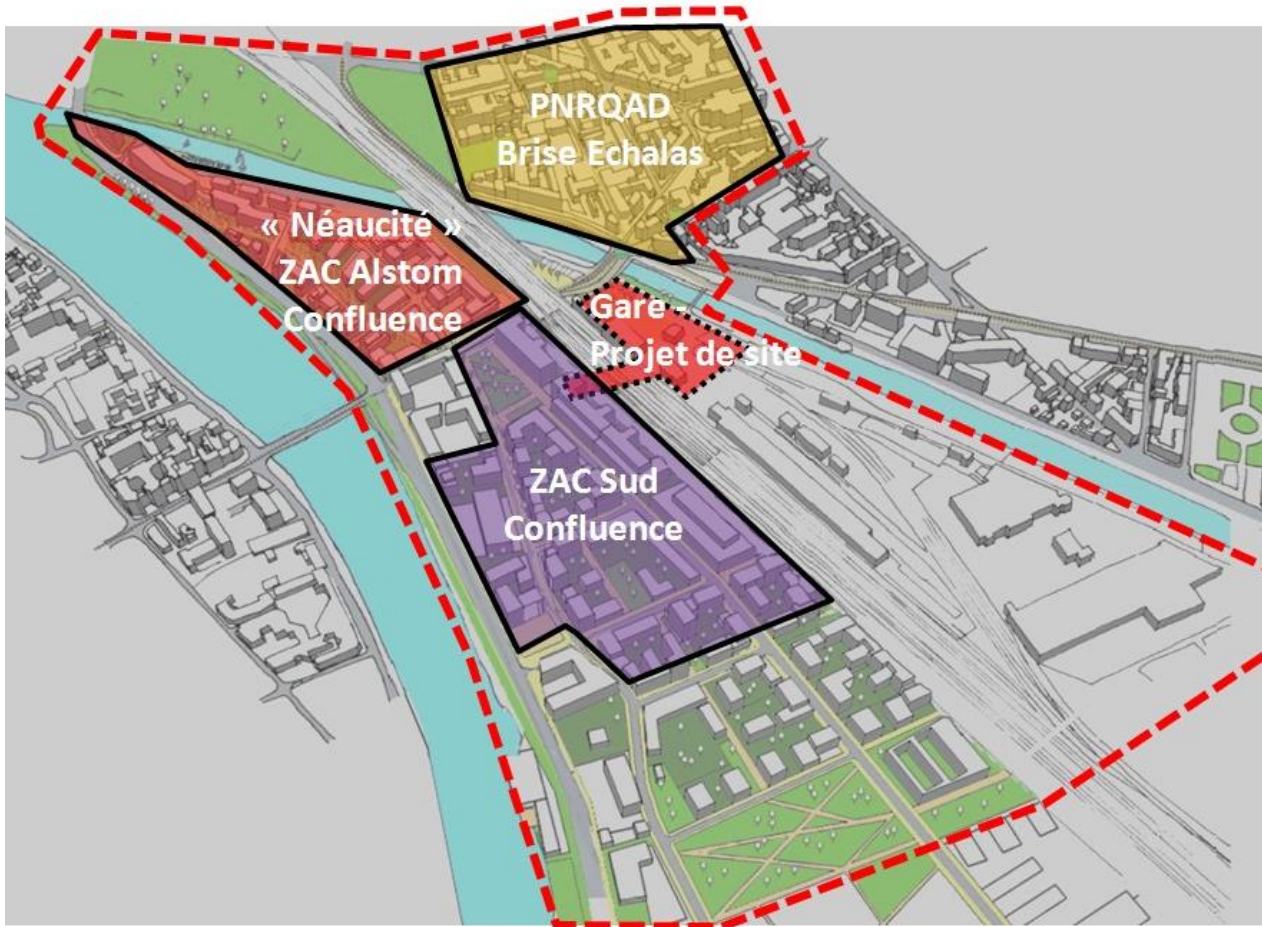 PNRQAD
Brise Echalas
« Néaucité »
ZAC Alstom
Confluence
Gare -
Projet de site
ZAC Sud
Confluence